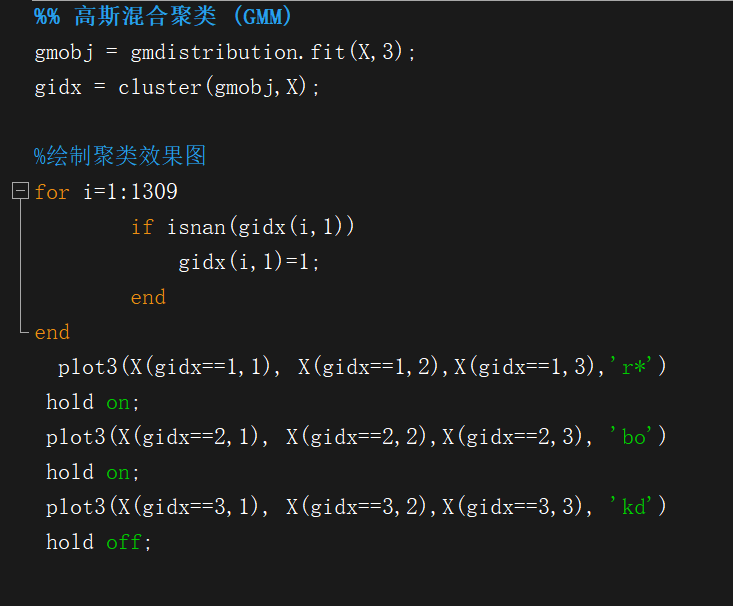 %% 高斯混合聚类 (GMM)
gmobj = gmdistribution.fit(X,3);
gidx = cluster(gmobj,X);
%绘制聚类效果图
for i=1:1309
if isnan(gidx(i,1))
gidx(i,1)=1;
end
end
plot3(X(gidx==1,1), X(gidx==1,2),X(gidx==1,3),'r*')
hold on;
plot3(X(gidx==2,1), X(gidx==2,2),X(gidx==2,3), 'bo')
hold on;
plot3(X(gidx==3,1), X(gidx==3,2),X(gidx==3,3), 'kd')
hold off;